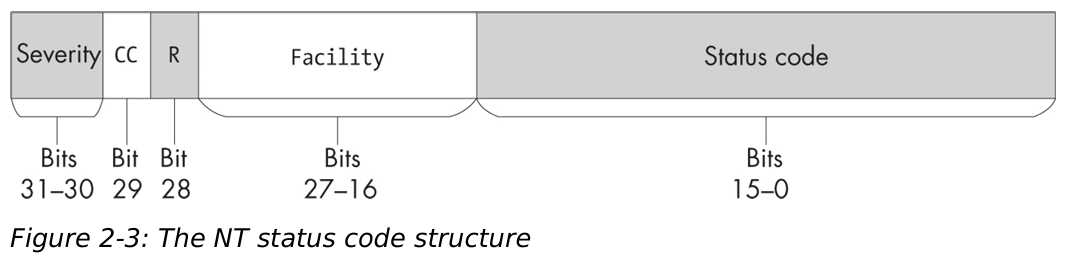 Severity CC R Facility Status code
Bits Bit Bit Bits Bits
31–30 29 28 27–16 15–0
Figure 2-3: The NT status code structure